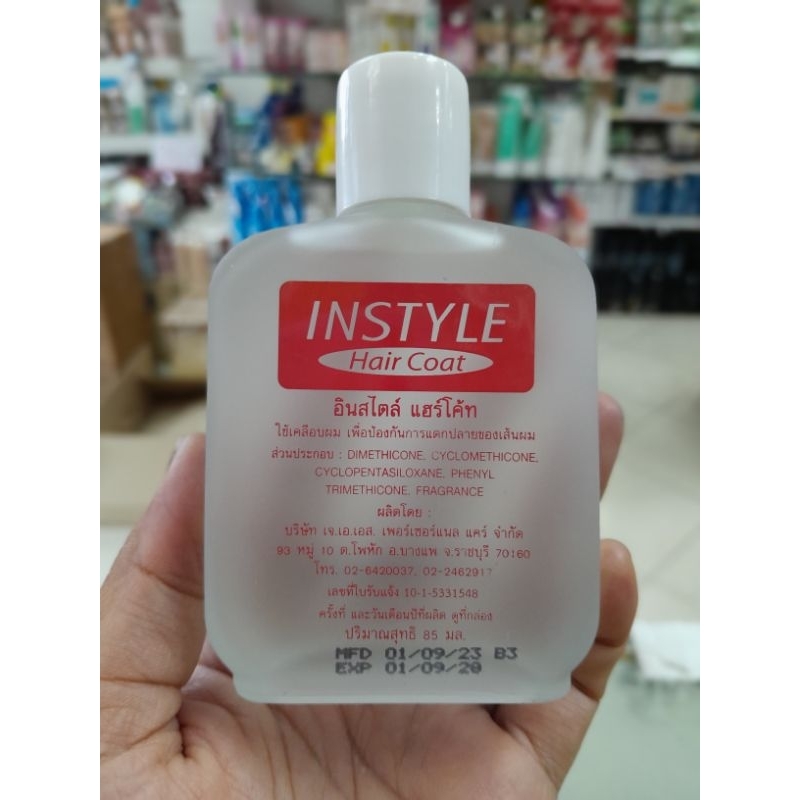 INSTYLE
Hair Coat
อินสไตล์ แฮร์โค้ท
ใช้เคลือบผม เพื่อป้องกันการแตกปลายของเส้นผม
ส่วนประกอบ : DIMETHICONE, CYCLOMETHICONE,
CYCLOPENTASILOXANE, PHENYL
TRIMETHICONE, FRAGRANCE
ผลิตโดย :
บริษัท เจ.เอ.เอส. เพอร์เซอร์แนล แคร์ จำกัด
93 หมู่ 10 ต.โพหัก อ.บางแพ จ.ราชบุรี 70160
โทร. 02-6420037, 02-2462917
เลขที่ใบรับแจ้ง 10-1-5331548
ครั้งที่ และวันเดือนปีที่ผลิต ดูที่กล่อง
ปริมาณสุทธิ 85 มล.
MFD 01/09/23 B3
EXP 01/09/28